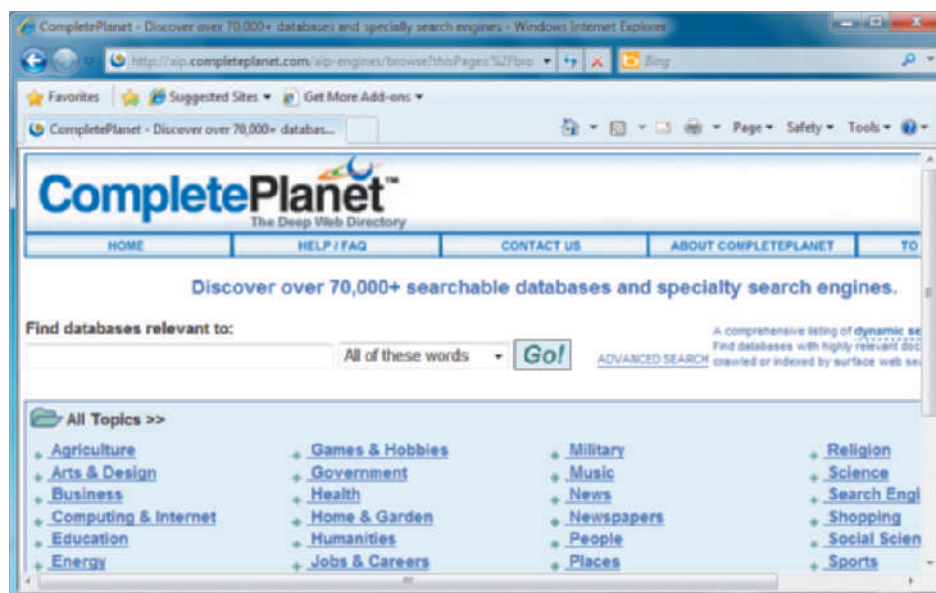 CompletePlanet - Discover over 70,000+ databases and specially search engines - Windows Internet Explorer
http://aip.completeplanet.com/aip-engines/browse?thisPage=%2Fbro
Bing
Favorites Suggested Sites Get More Add-ons
CompletePlanet - Discover over 70,000+ databas... Page Safety Tools
CompletePlanet™
The Deep Web Directory
HOME HELP / FAQ CONTACT US ABOUT COMPLETEPLANET TO
Discover over 70,000+ searchable databases and specialty search engines.
Find databases relevant to:
A comprehensive listing of dynamic se
Find databases with highly relevant doc
All of these words Go! ADVANCED SEARCH crawled or indexed by surface web sea
All Topics >>
Agriculture Games & Hobbies Military Religion
Arts & Design Government Music Science
Business Health News Search Engi
Computing & Internet Home & Garden Newspapers Shopping
Education Humanities People Social Scien
Energy Jobs & Careers Places Sports